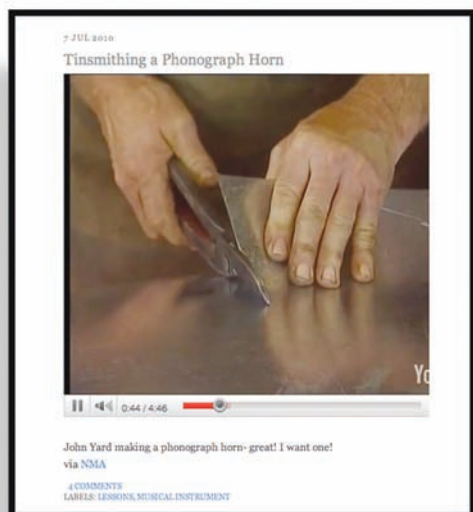 7 JUL 2010
Tinsmithing a Phonograph Horn
Yo
0:44 / 4:46
John Yard making a phonograph horn- great! I want one!
via NMA
4 COMMENTS
LABELS: LESSONS, MUSICAL INSTRUMENT